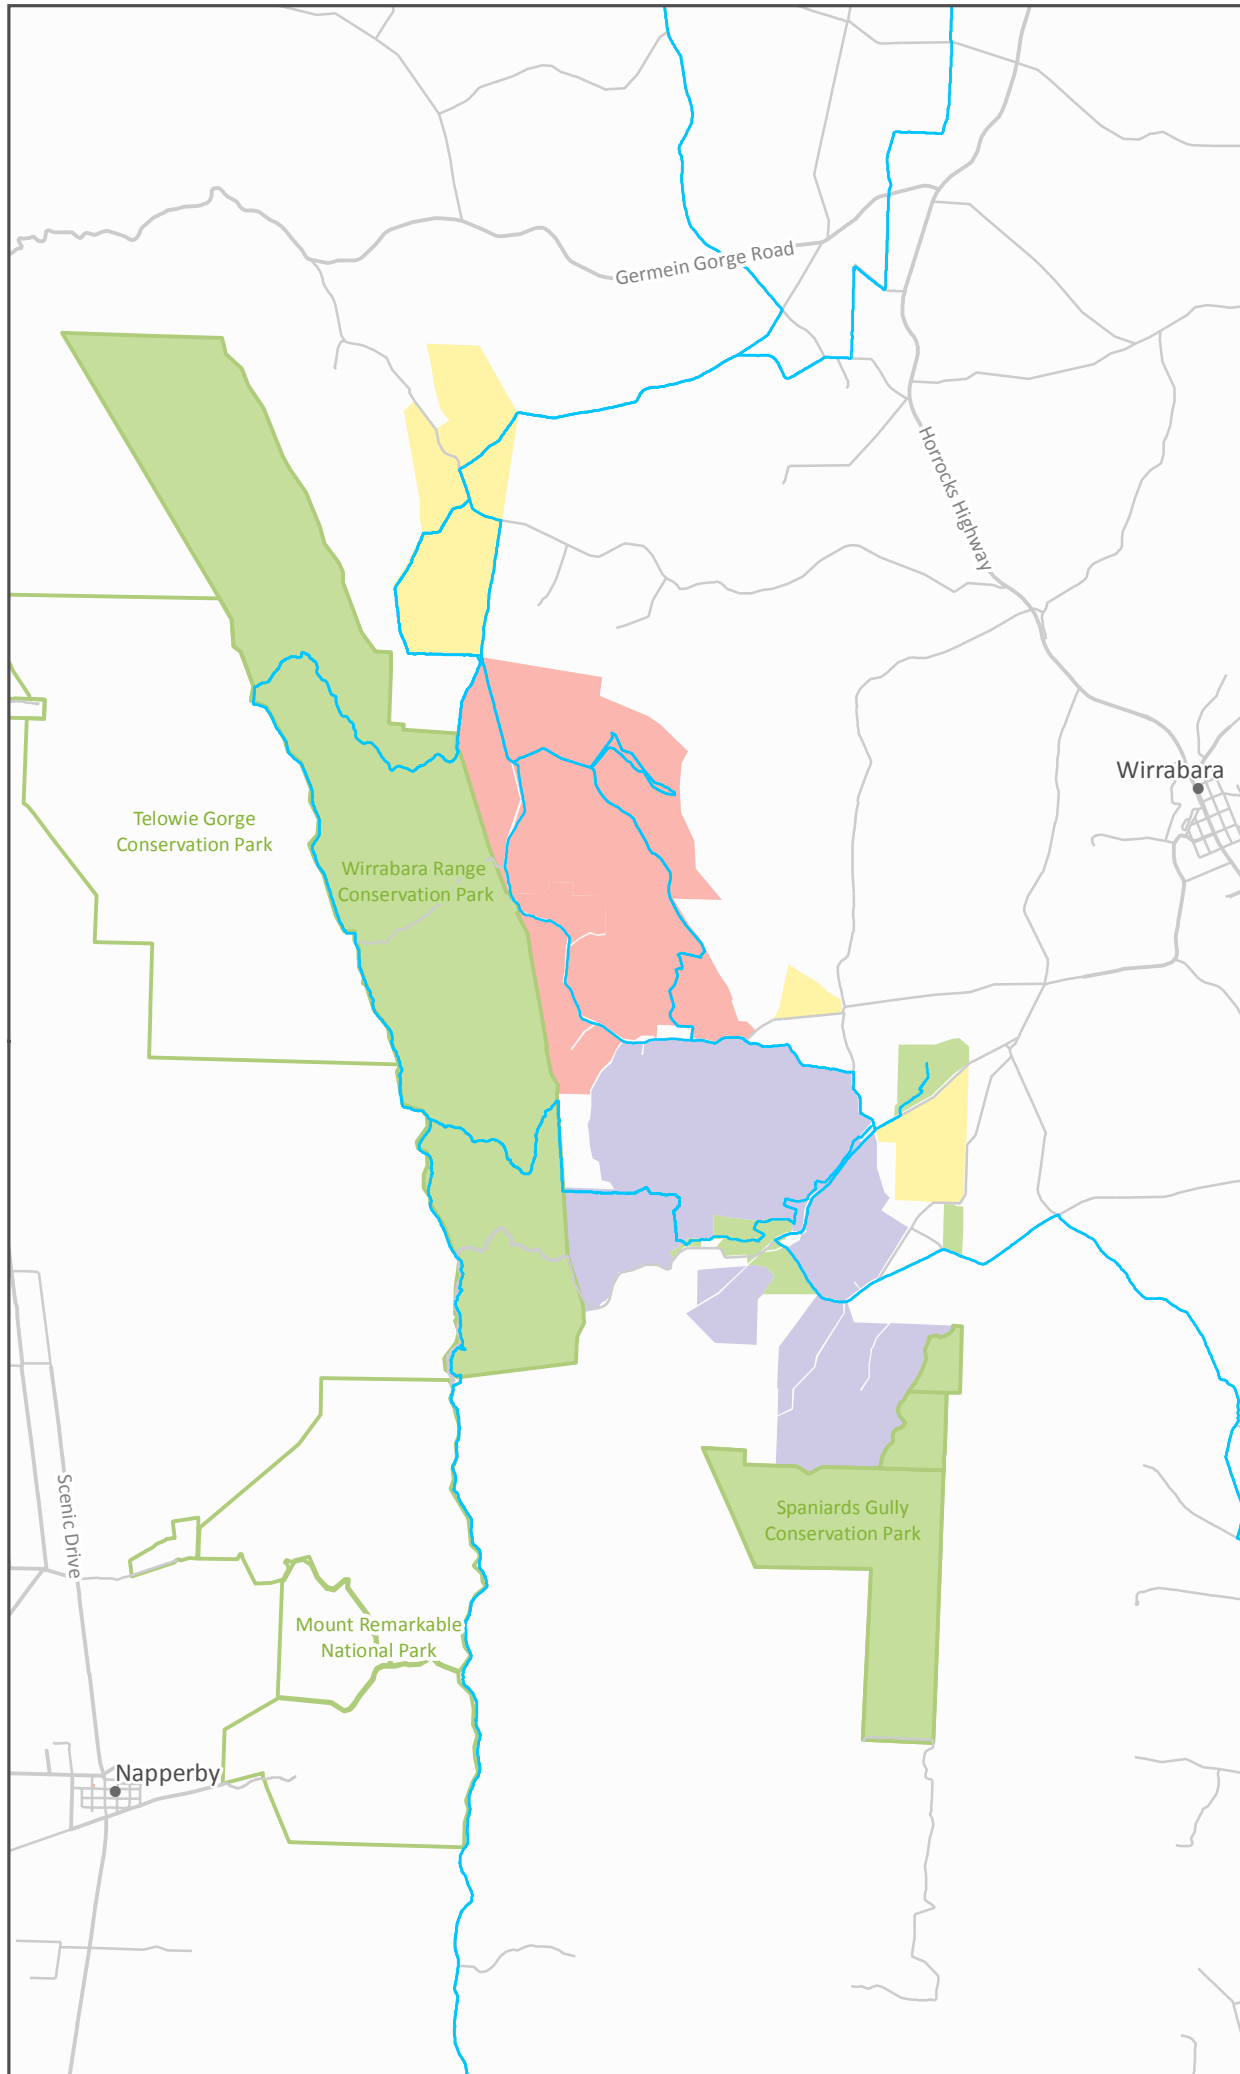 Germein Gorge Road
Horrocks Highway
Wirrabara
Telowie Gorge
Conservation Park
Wirrabara Range
Conservation Park
Scenic Drive
Spaniards Gully
Conservation Park
Mount Remarkable
National Park
Napperby